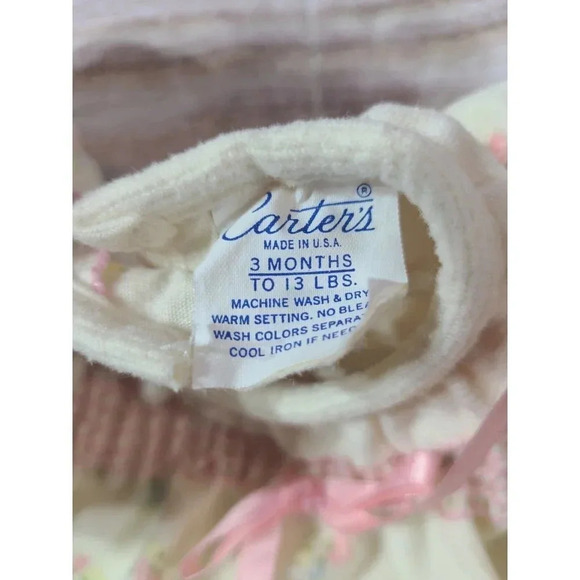 Carter's ®
MADE IN U.S.A.
3 MONTHS
TO 13 LBS.
MACHINE WASH & DRY
WARM SETTING. NO BLEA
WASH COLORS SEPARA
COOL IRON IF NEE